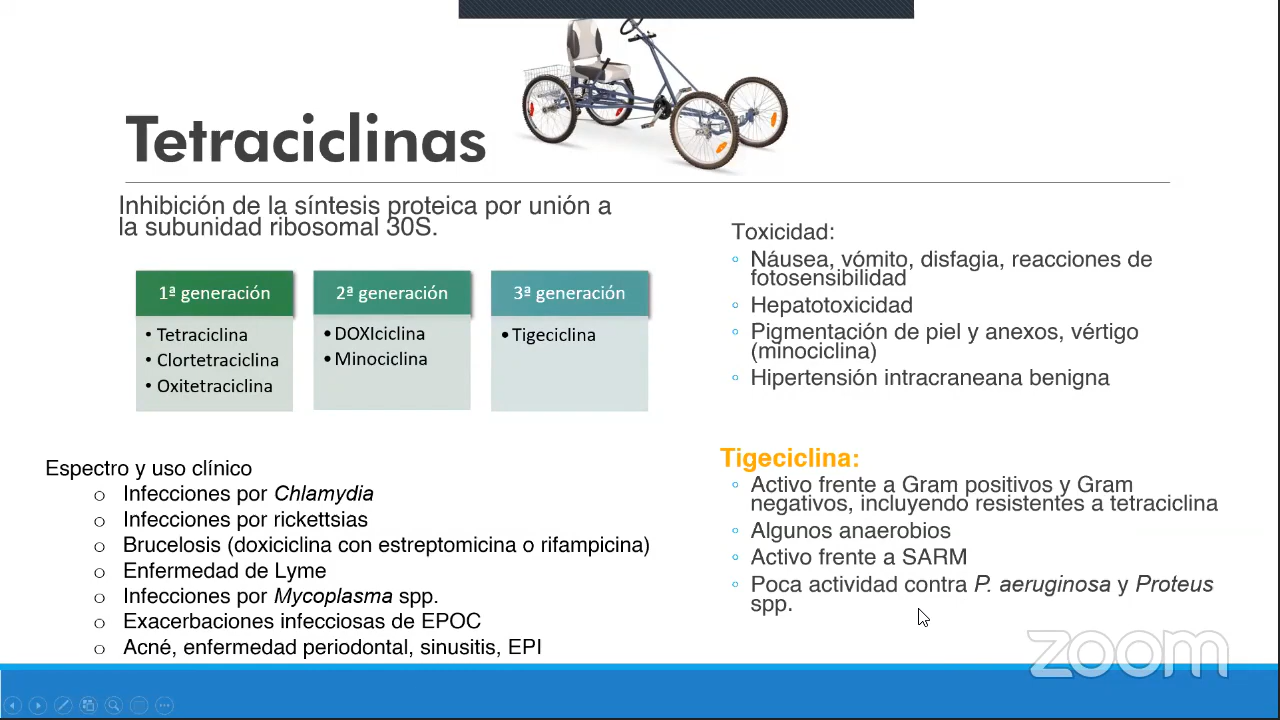 Tetraciclinas
Inhibición de la síntesis proteica por unión a
la subunidad ribosomal 30S.
1ª generación
• Tetraciclina
• Clortetraciclina
• Oxitetraciclina
2ª generación
• DOXIciclina
• Minociclina
3ª generación
• Tigeciclina
Espectro y uso clínico
o Infecciones por Chlamydia
o Infecciones por rickettsias
o Brucelosis (doxiciclina con estreptomicina o rifampicina)
o Enfermedad de Lyme
o Infecciones por Mycoplasma spp.
o Exacerbaciones infecciosas de EPOC
o Acné, enfermedad periodontal, sinusitis, EPI
Toxicidad:
◦ Náusea, vómito, disfagia, reacciones de
fotosensibilidad
◦ Hepatotoxicidad
◦ Pigmentación de piel y anexos, vértigo
(minociclina)
◦ Hipertensión intracraneana benigna
Tigeciclina:
◦ Activo frente a Gram positivos y Gram
negativos, incluyendo resistentes a tetraciclina
◦ Algunos anaerobios
◦ Activo frente a SARM
◦ Poca actividad contra P. aeruginosa y Proteus
spp.
zoom